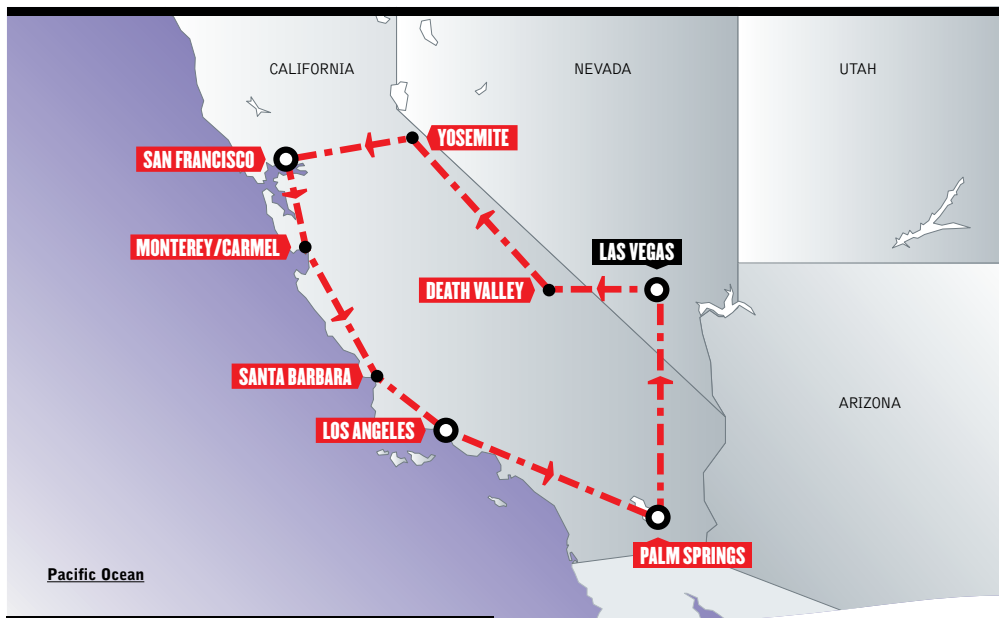 CALIFORNIA
NEVADA
UTAH
YOSEMITE
SAN FRANCISCO
MONTEREY/CARMEL
LAS VEGAS
DEATH VALLEY
SANTA BARBARA
ARIZONA
LOS ANGELES
PALM SPRINGS
Pacific Ocean